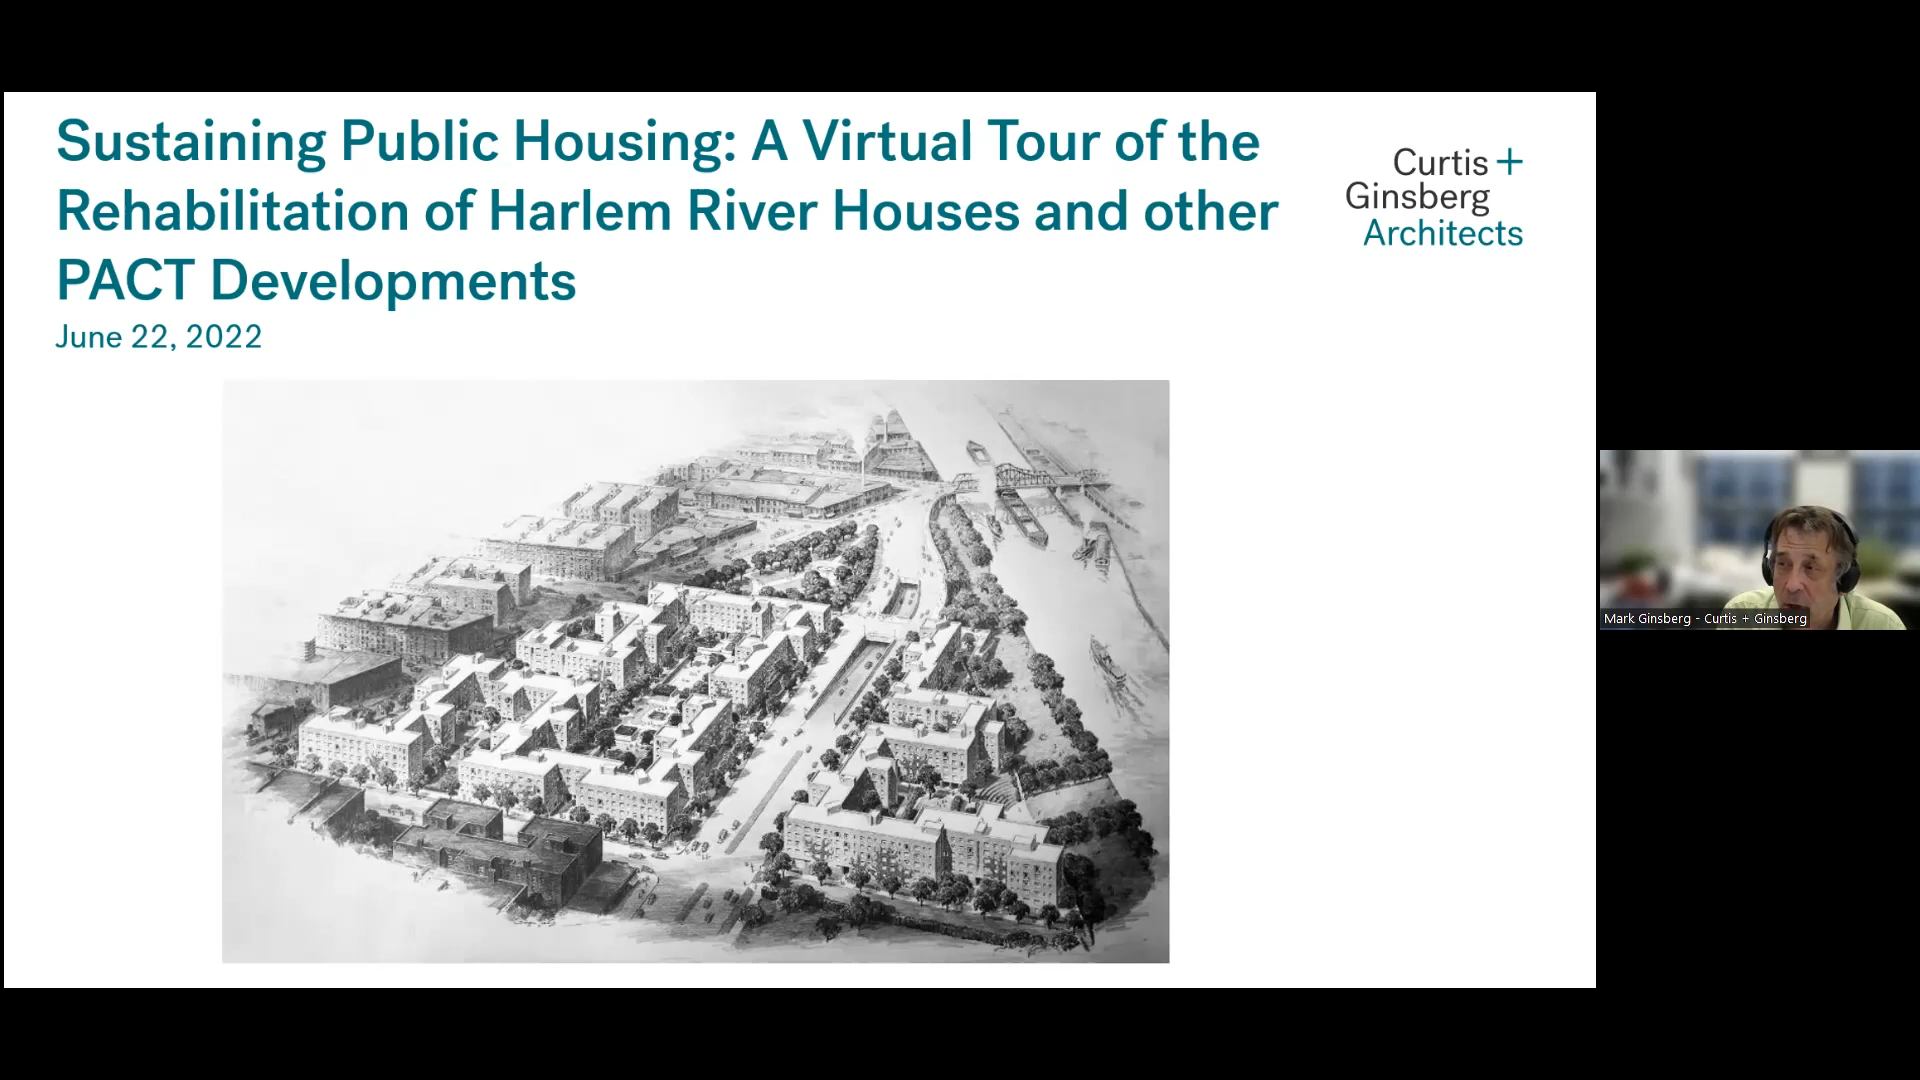 Sustaining Public Housing: A Virtual Tour of the
Rehabilitation of Harlem River Houses and other
PACT Developments
June 22, 2022
Curtis +
Ginsberg
Architects
Mark Ginsberg - Curtis + Ginsberg